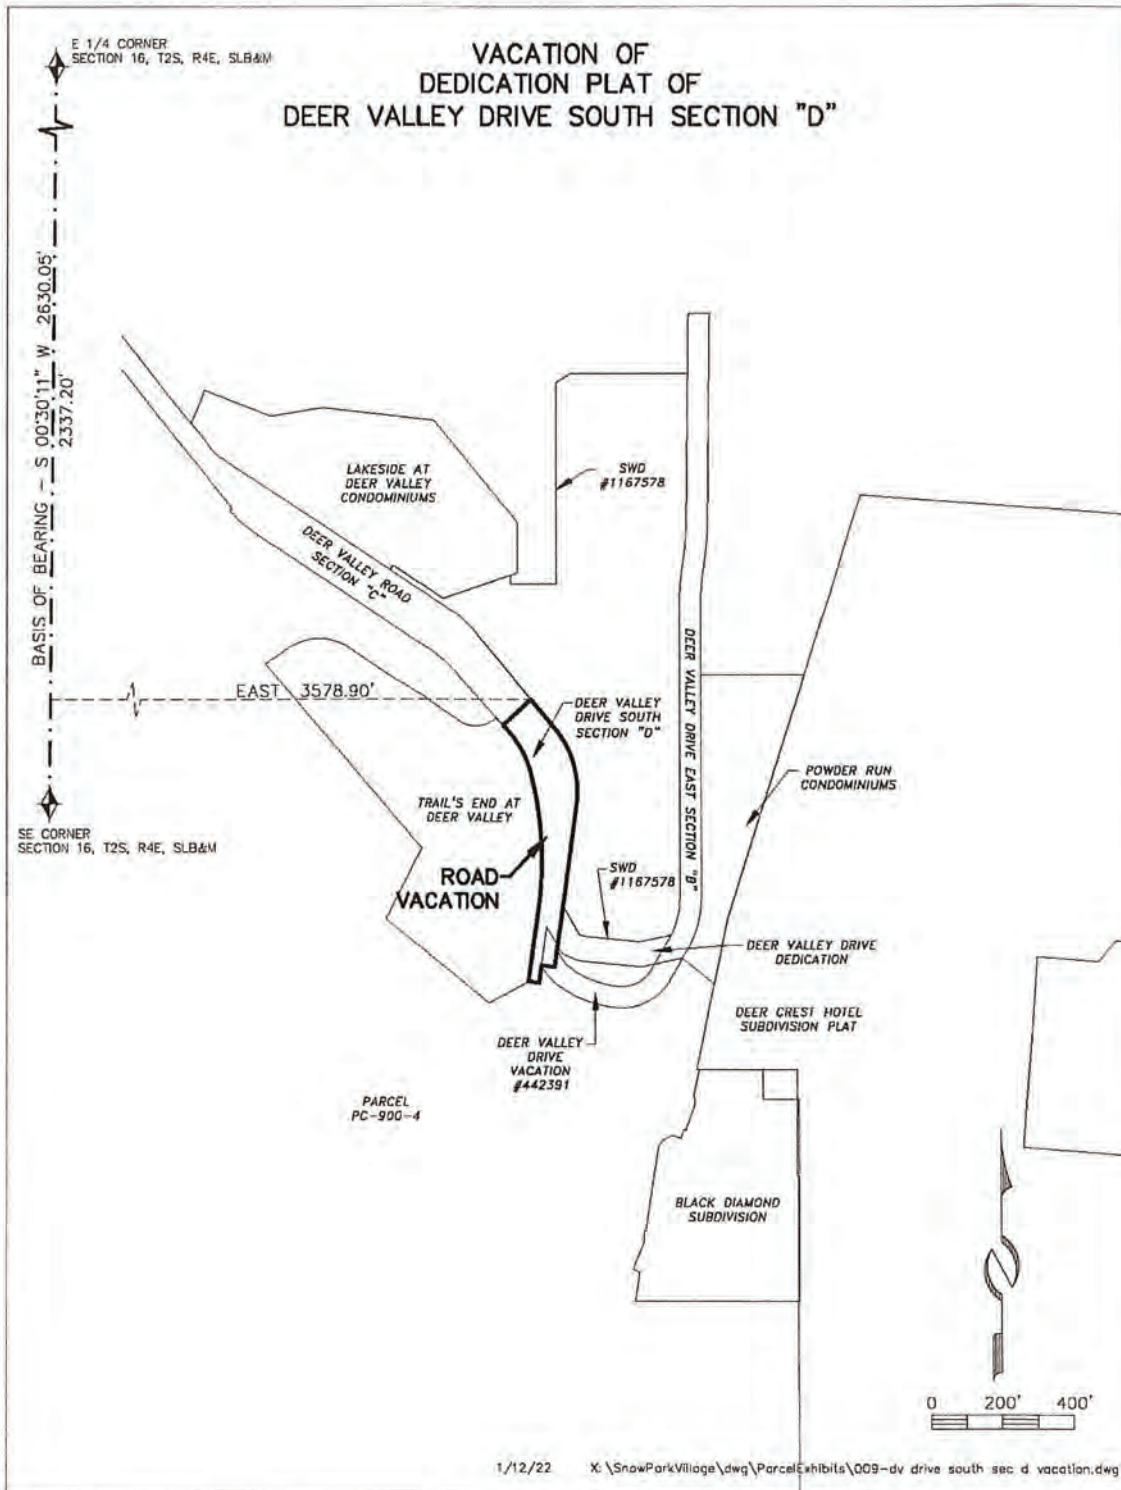 E 1/4 CORNER
SECTION 16, T2S, R4E, SLB&M
VACATION OF
DEDICATION PLAT OF
DEER VALLEY DRIVE SOUTH SECTION "D"
BASIS OF BEARING - S 00°30'11" W 2630.05'
2337.20'
LAKESIDE AT
DEER VALLEY
CONDOMINIUMS
SWD
#1167578
DEER VALLEY ROAD
SECTION "C"
EAST 3578.90'
DEER VALLEY
DRIVE SOUTH
SECTION "D"
DEER VALLEY DRIVE EAST SECTION "B"
POWDER RUN
CONDOMINIUMS
TRAIL'S END AT
DEER VALLEY
SE CORNER
SECTION 16, T2S, R4E, SLB&M
ROAD
VACATION
SWD
#1167578
DEER VALLEY DRIVE
DEDICATION
DEER CREST HOTEL
SUBDIVISION PLAT
DEER VALLEY
DRIVE
VACATION
#442391
PARCEL
PC-900-4
BLACK DIAMOND
SUBDIVISION
0 200' 400'
1/12/22 X:\SnowParkVillage\dwg\ParcelExhibits\009-dv drive south sec d vacation.dwg